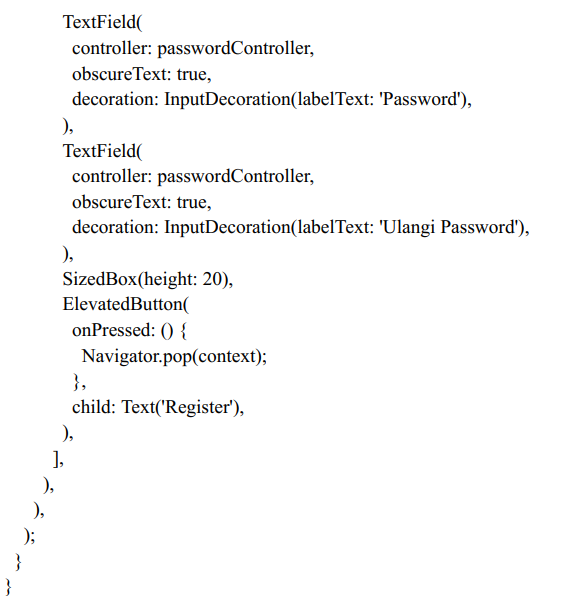 TextField(
controller: passwordController,
obscureText: true,
decoration: InputDecoration(labelText: 'Password'),
),
TextField(
controller: passwordController,
obscureText: true,
decoration: InputDecoration(labelText: 'Ulangi Password'),
),
SizedBox(height: 20),
ElevatedButton(
onPressed: () {
Navigator.pop(context);
},
child: Text('Register'),
),
],
),
),
);
}
}